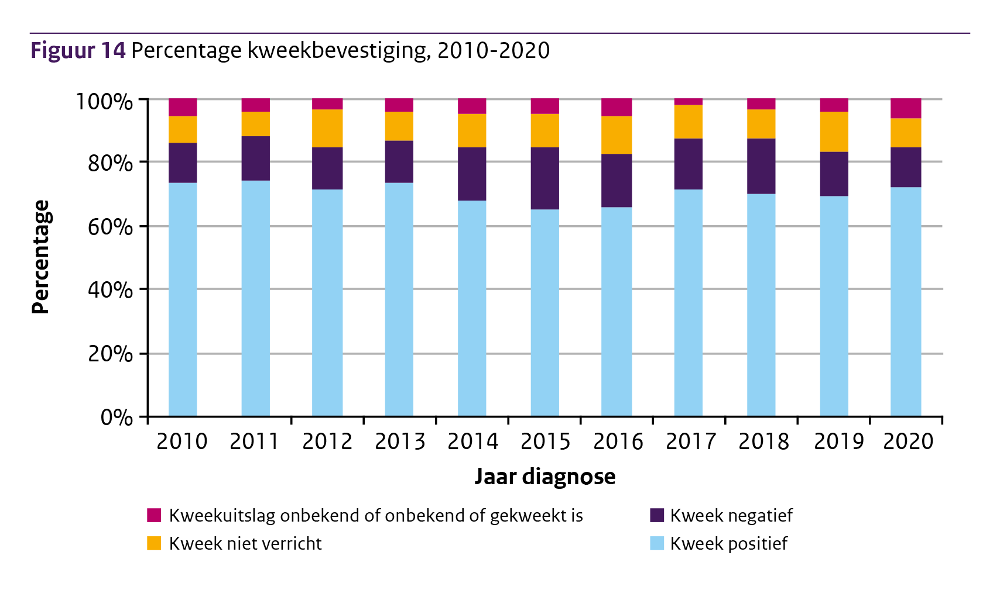 Figuur 14 Percentage kweekbevestiging, 2010-2020
100%
80%
60%
40%
20%
0%
Percentage
2010 2011 2012 2013 2014 2015 2016 2017 2018 2019 2020
Jaar diagnose
Kweekuitslag onbekend of onbekend of gekweekt is
Kweek negatief
Kweek niet verricht
Kweek positief